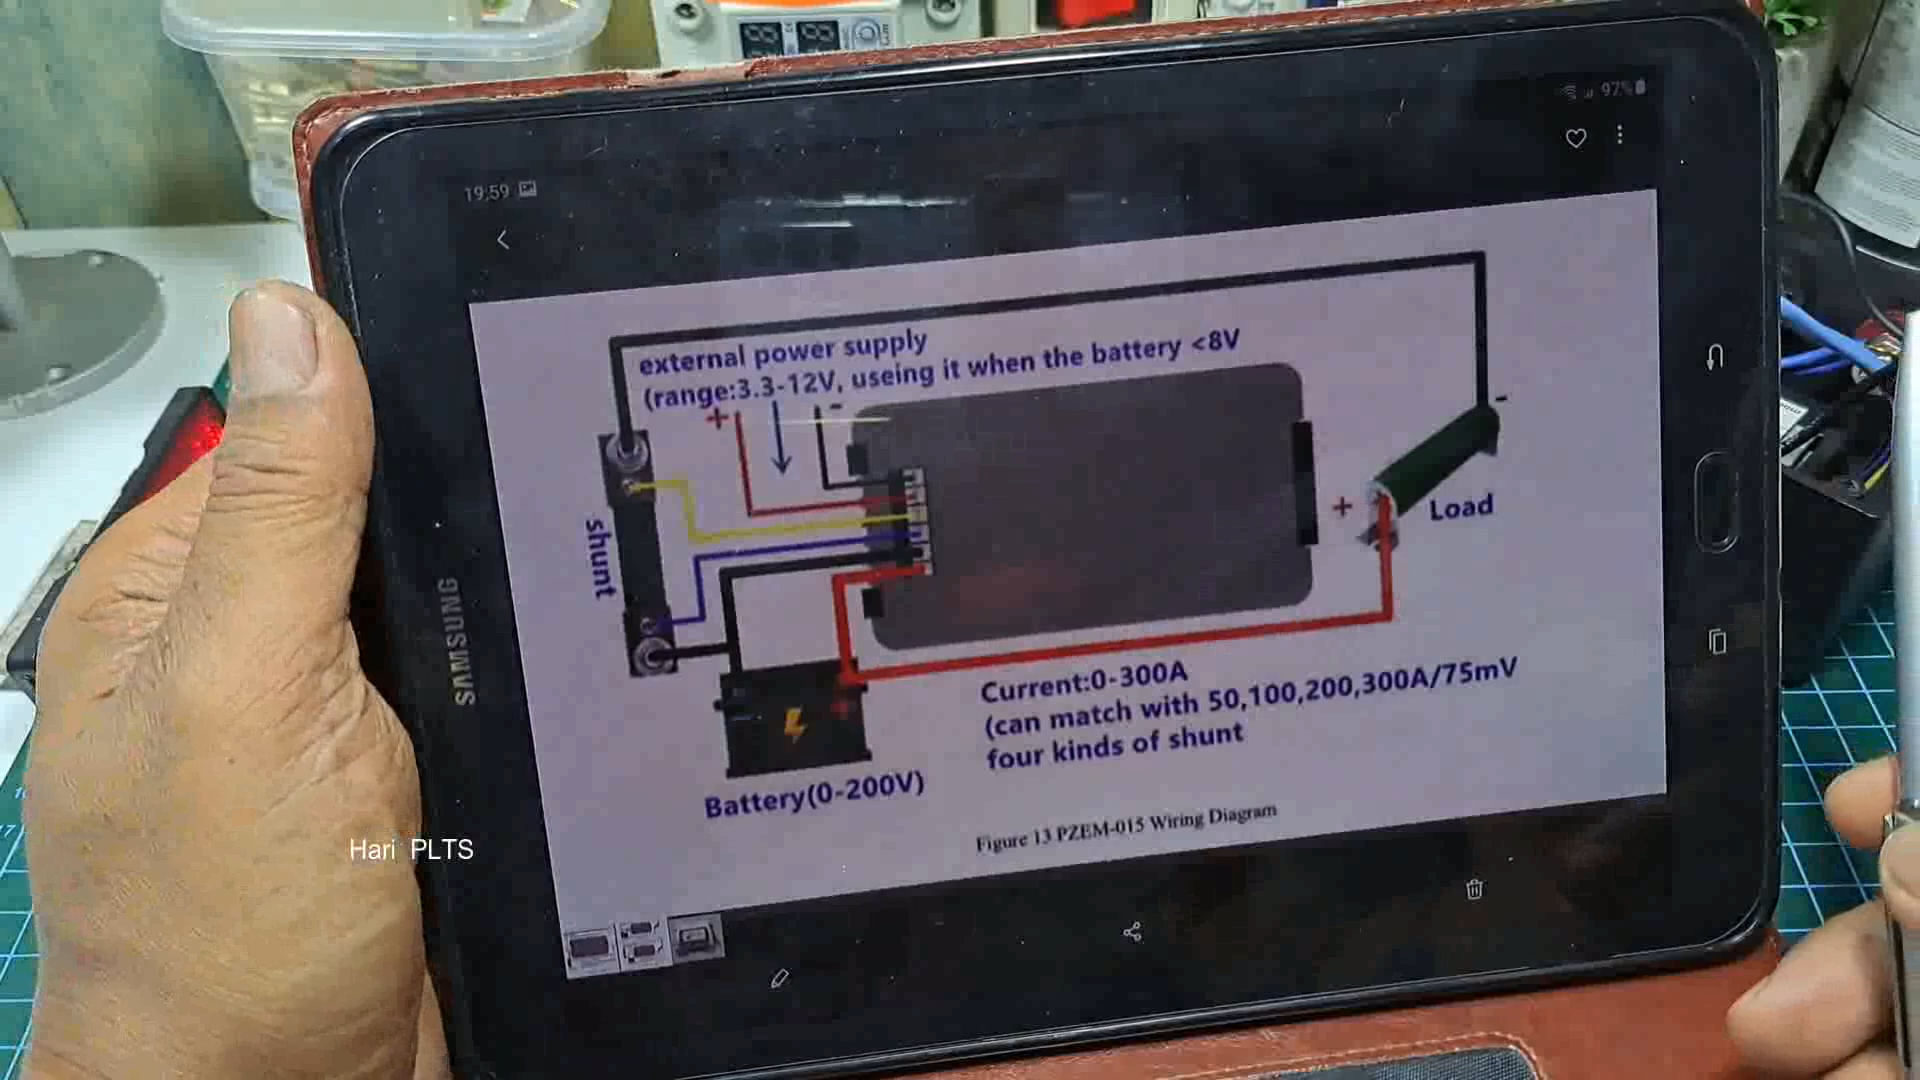 97%
19,59
external power supply
(range:3.3-12V, useing it when the battery <8V
+
-
-
shunt
+
Load
SAMSUNG
Current:0-300A
(can match with 50,100,200,300A/75mV
four kinds of shunt
Battery(0-200V)
Figure 13 PZEM-015 Wiring Diagram
Hari PLTS